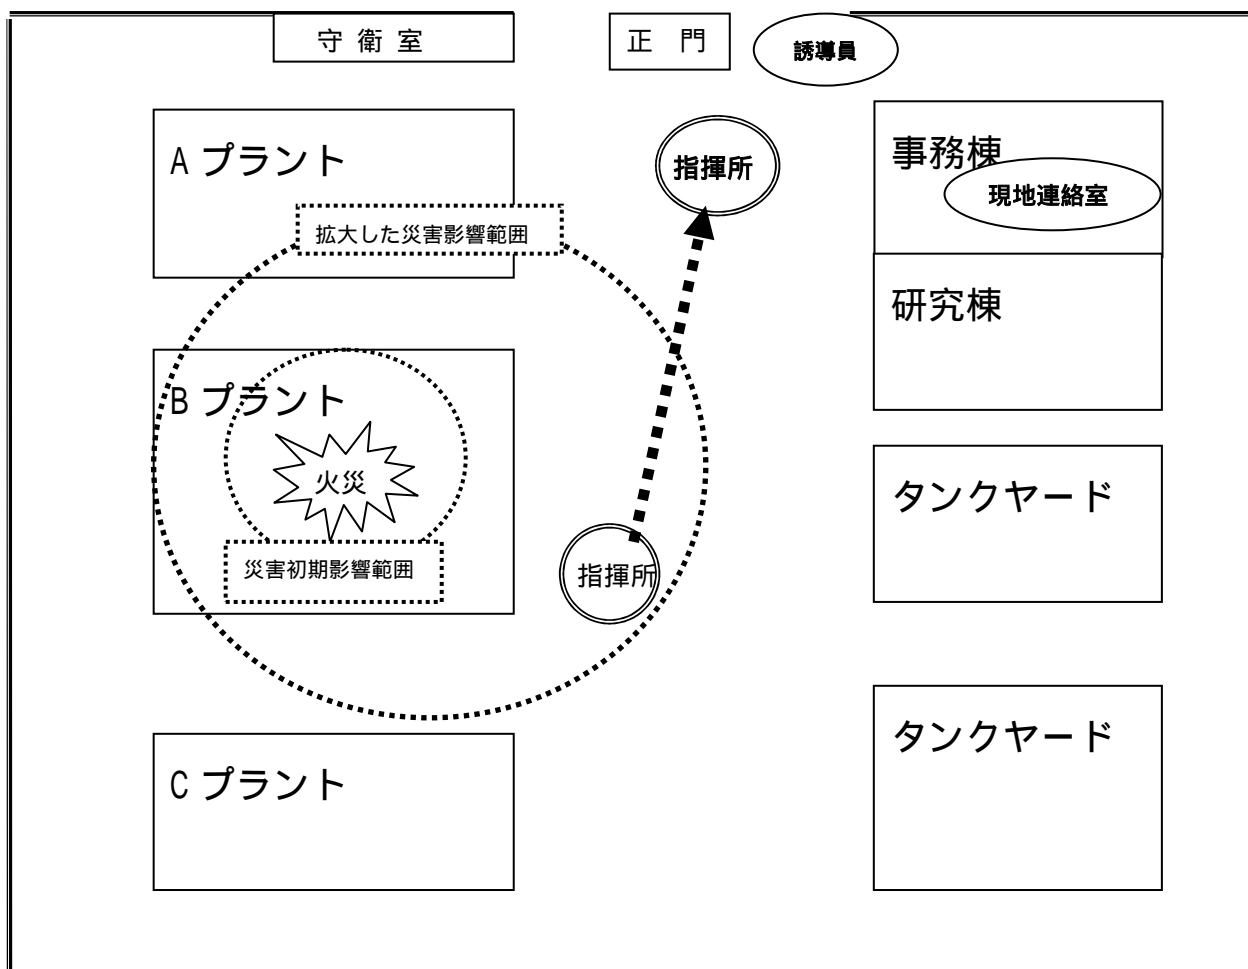 守 衛 室
正 門
誘導員
A プラント
指揮所
事務棟
現地連絡室
拡大した災害影響範囲
研究棟
B プラント
火災
タンクヤード
災害初期影響範囲
指揮所
タンクヤード
C プラント